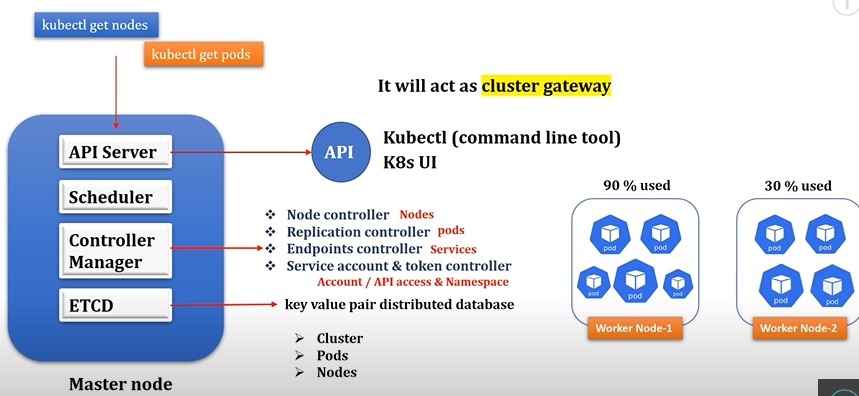 kubectl get nodes
kubectl get pods
It will act as cluster gateway
API Server
API
Kubectl (command line tool)
K8s UI
Scheduler
Controller
Manager
ETCD
Master node
Node controller Nodes
Replication controller pods
Endpoints controller Services
Service account & token controller
Account / API access & Namespace
key value pair distributed database
Cluster
Pods
Nodes
90 % used
pod
pod
pod
pod
pod
Worker Node-1
30 % used
pod
pod
pod
pod
Worker Node-2